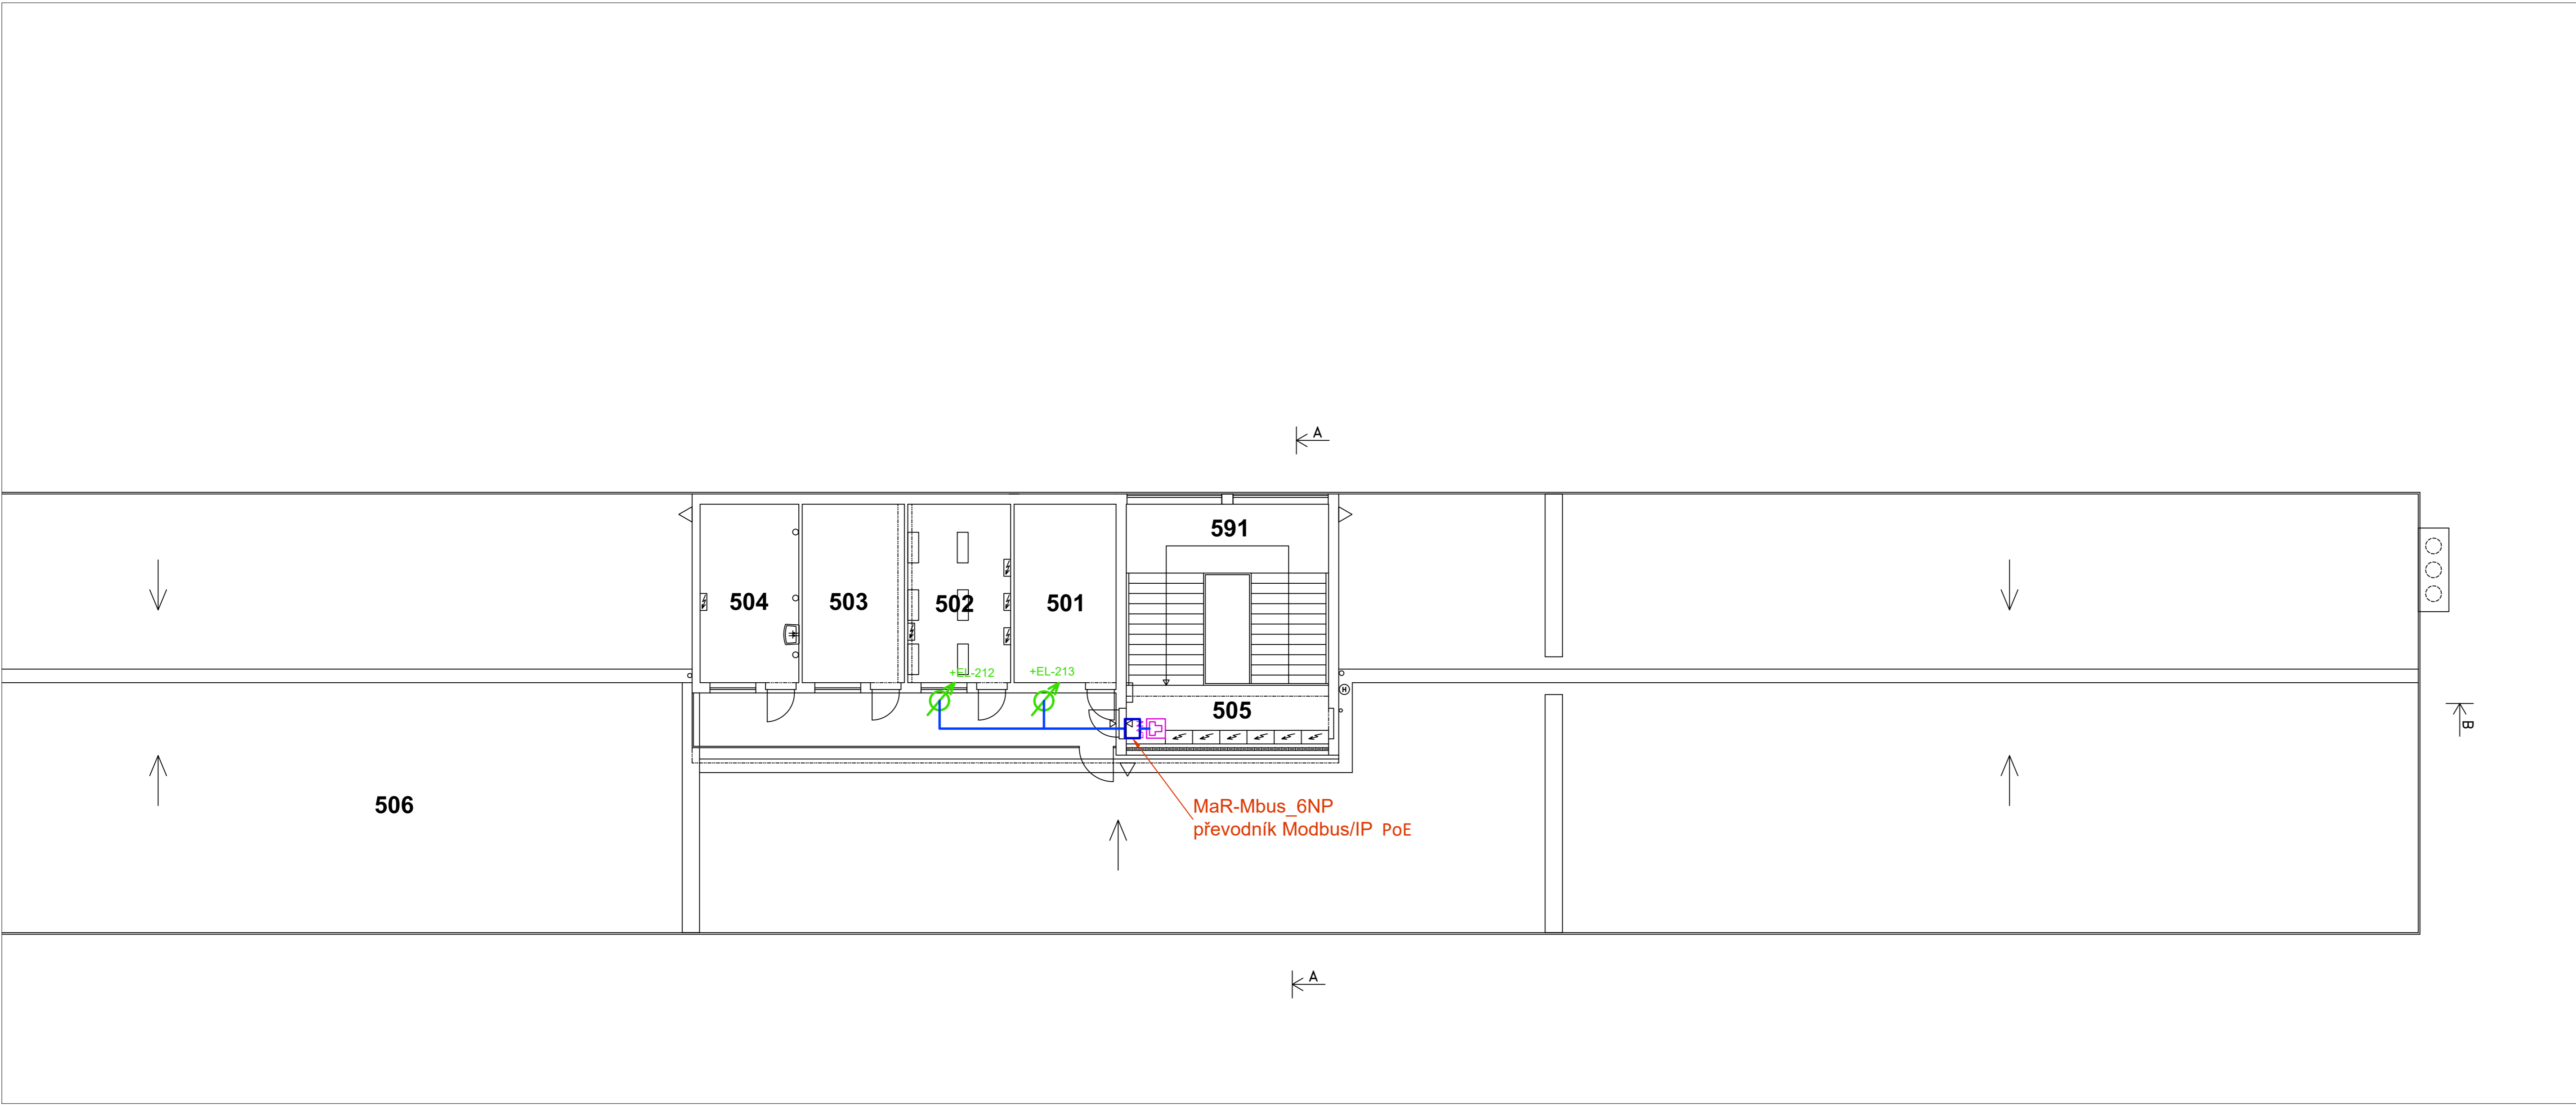 A
591
504
503
502
501
+EL-212
+EL-213
H
505
B
506
MaR-Mbus_6NP
převodník Modbus/IP PoE
A